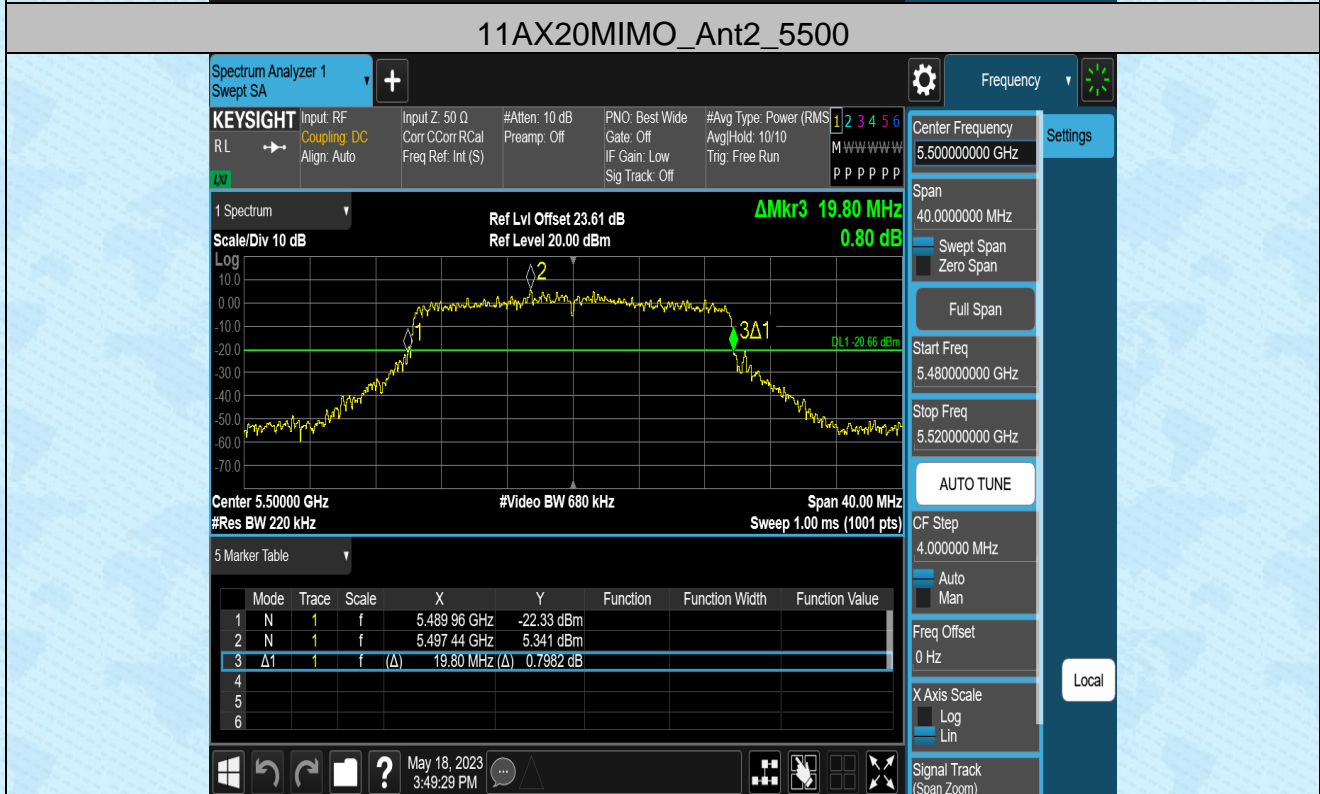 11AX20MIMO_Ant2_5500
Spectrum Analyzer 1
Swept SA
Frequency
KEYSIGHT
RL
LXI
Input: RF
Coupling: DC
Align: Auto
Input Z: 50 Ω
Corr CCorr RCal
Freq Ref: Int (S)
#Atten: 10 dB
Preamp: Off
PNO: Best Wide
Gate: Off
IF Gain: Low
Sig Track: Off
#Avg Type: Power (RMS
Avg|Hold: 10/10
Trig: Free Run
1 2 3 4 5 6
M W W W W W
P P P P P P
1 Spectrum
Scale/Div 10 dB
Ref Lvl Offset 23.61 dB
Ref Level 20.00 dBm
ΔMkr3 19.80 MHz
0.80 dB
Log
10.0
0.00
-10.0
-20.0
-30.0
-40.0
-50.0
-60.0
-70.0
2
1
3Δ1
DL1 -20.66 dBm
Center 5.50000 GHz
#Video BW 680 kHz
Span 40.00 MHz
#Res BW 220 kHz
Sweep 1.00 ms (1001 pts)
5 Marker Table
Mode Trace Scale X Y Function Function Width Function Value
1 N 1 f 5.489 96 GHz -22.33 dBm
2 N 1 f 5.497 44 GHz 5.341 dBm
3 Δ1 1 f (Δ) 19.80 MHz (Δ) 0.7982 dB
4
5
6
?
May 18, 2023
3:49:29 PM
Center Frequency
5.500000000 GHz
Settings
Span
40.0000000 MHz
Swept Span
Zero Span
Full Span
Start Freq
5.480000000 GHz
Stop Freq
5.520000000 GHz
AUTO TUNE
CF Step
4.000000 MHz
Auto
Man
Freq Offset
0 Hz
Local
X Axis Scale
Log
Lin
Signal Track
(Span Zoom)